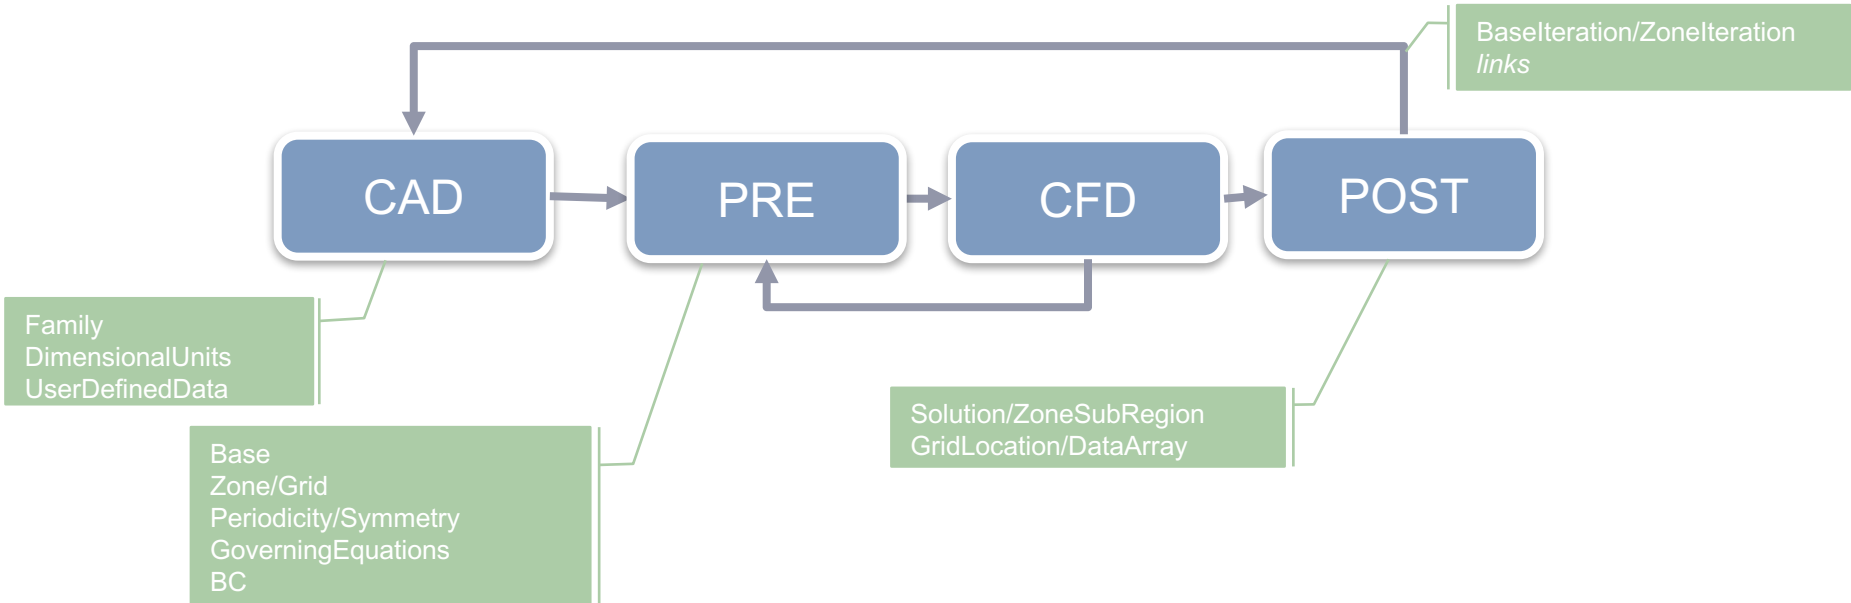 BaseIteration/ZoneIteration
links
CAD
PRE
CFD
POST
Family
DimensionalUnits
UserDefinedData
Solution/ZoneSubRegion
GridLocation/DataArray
Base
Zone/Grid
Periodicity/Symmetry
GoverningEquations
BC